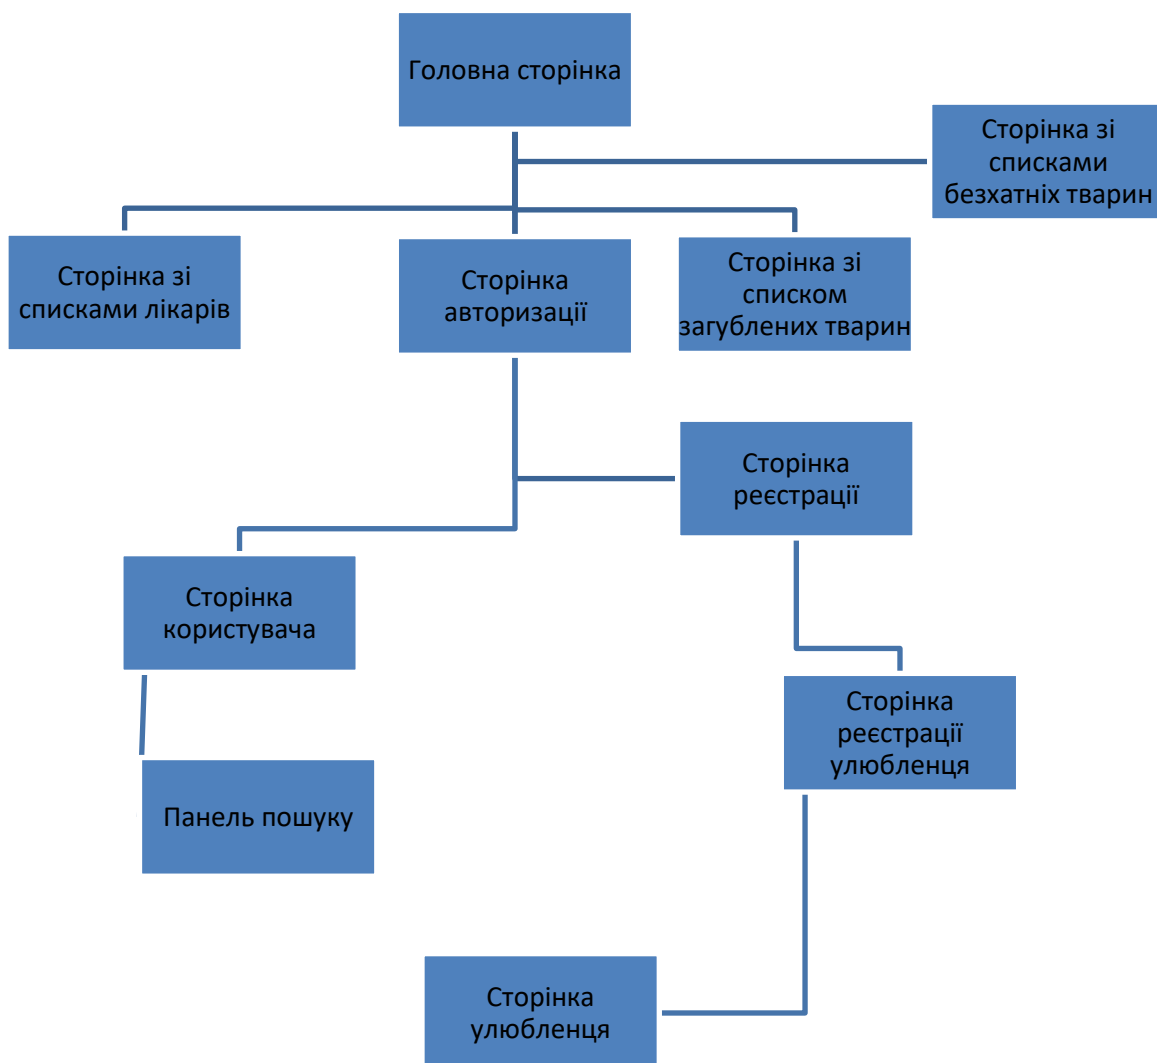 Головна сторінка
Сторінка зі
списками
безхатніх тварин
Сторінка зі
списками лікарів
Сторінка
авторизації
Сторінка зі
списком
загублених тварин
Сторінка
реєстрації
Сторінка
користувача
Сторінка
реєстрації
улюбленця
Панель пошуку
Сторінка
улюбленця